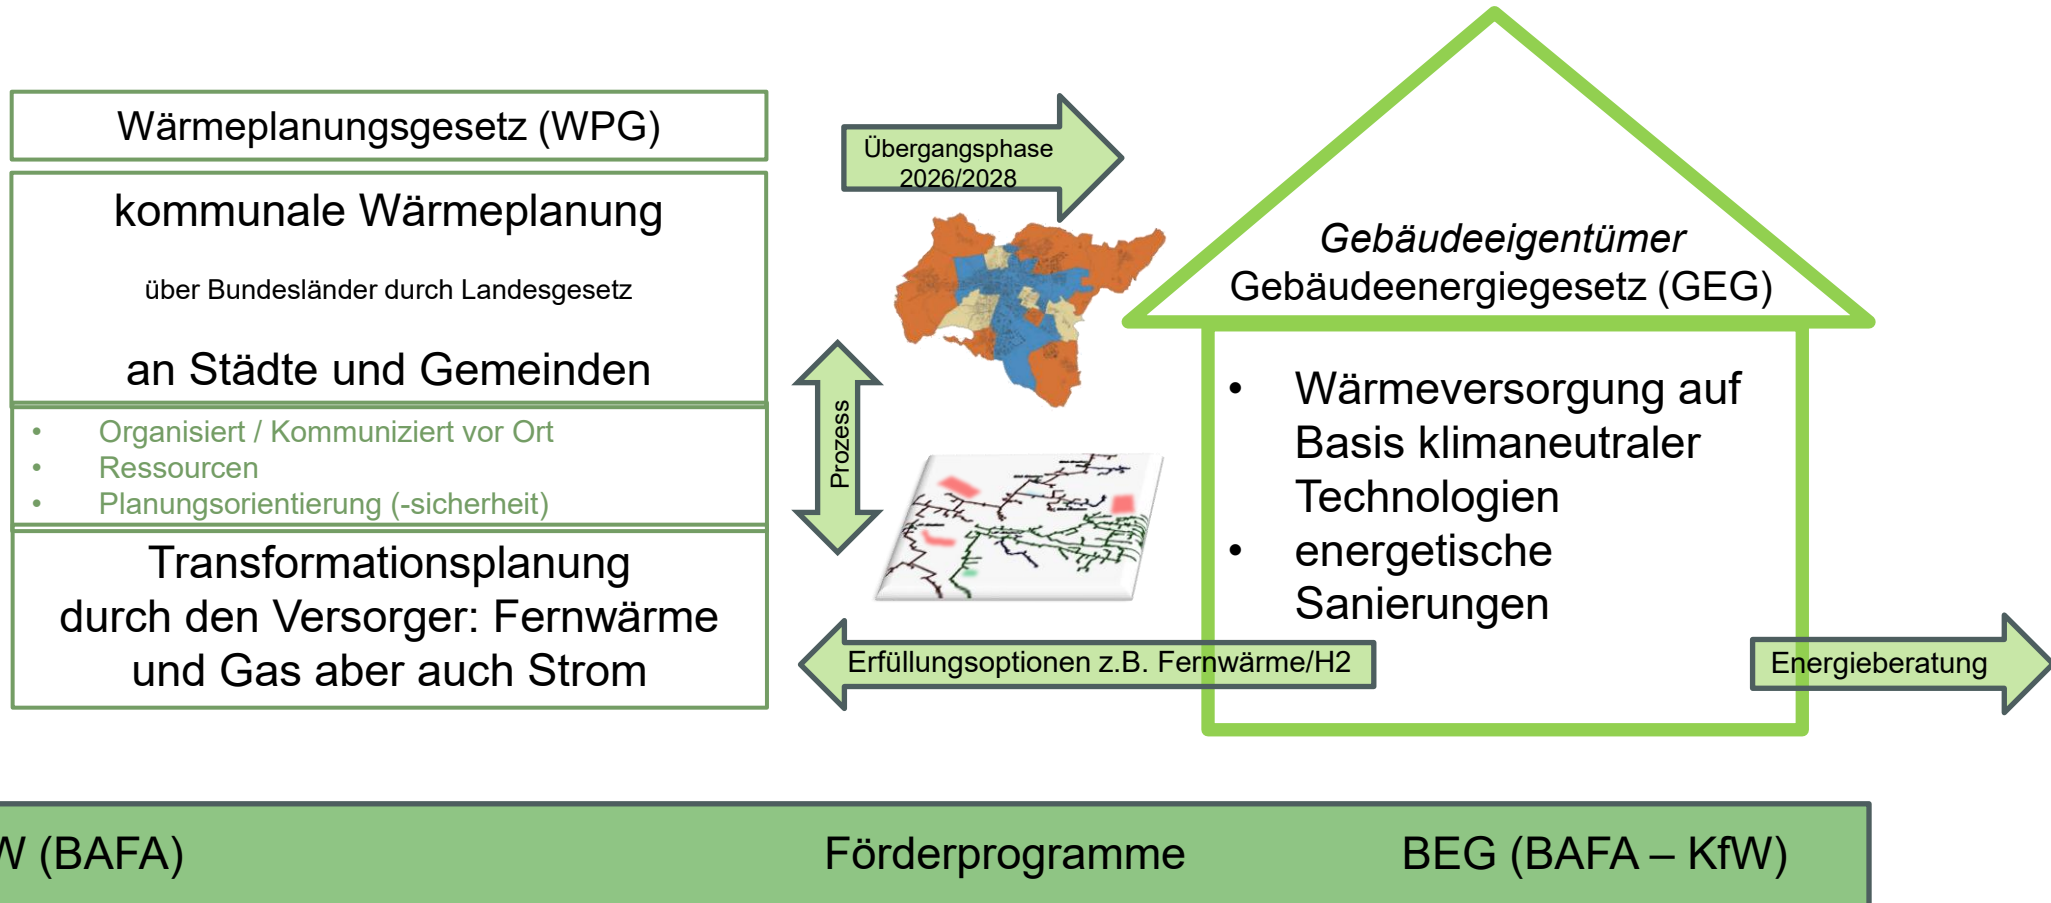 Wärmeplanungsgesetz (WPG)
kommunale Wärmeplanung
über Bundesländer durch Landesgesetz
an Städte und Gemeinden
• Organisiert / Kommuniziert vor Ort
• Ressourcen
• Planungsorientierung (-sicherheit)
Transformationsplanung
durch den Versorger: Fernwärme
und Gas aber auch Strom
Übergangsphase
2026/2028
Prozess
Gebäudeeigentümer
Gebäudeenergiegesetz (GEG)
• Wärmeversorgung auf
Basis klimaneutraler
Technologien
• energetische
Sanierungen
Erfüllungsoptionen z.B. Fernwärme/H2
Energieberatung
W (BAFA)
Förderprogramme
BEG (BAFA – KfW)